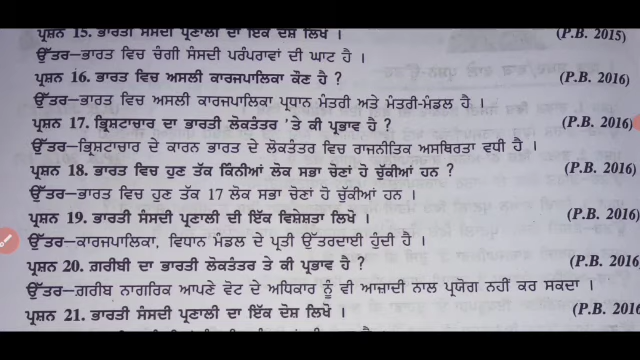 ਪ੍ਰਸ਼ਨ 15. ਭਾਰਤੀ ਸੰਸਦੀ ਪ੍ਰਣਾਲੀ ਦਾ ਇਕ ਦੋਸ਼ ਲਿਖੋ । (P.B. 2015)
ਉੱਤਰ–ਭਾਰਤ ਵਿਚ ਚੰਗੀ ਸੰਸਦੀ ਪਰੰਪਰਾਵਾਂ ਦੀ ਘਾਟ ਹੈ ।
ਪ੍ਰਸ਼ਨ 16. ਭਾਰਤ ਵਿਚ ਅਸਲੀ ਕਾਰਜਪਾਲਿਕਾ ਕੌਣ ਹੈ ? (P.B. 2016)
ਉੱਤਰ–ਭਾਰਤ ਵਿਚ ਅਸਲੀ ਕਾਰਜਪਾਲਿਕਾ ਪ੍ਰਧਾਨ ਮੰਤਰੀ ਅਤੇ ਮੰਤਰੀ-ਮੰਡਲ ਹੈ ।
ਪ੍ਰਸ਼ਨ 17. ਭ੍ਰਿਸ਼ਟਾਚਾਰ ਦਾ ਭਾਰਤੀ ਲੋਕਤੰਤਰ 'ਤੇ ਕੀ ਪ੍ਰਭਾਵ ਹੈ ? (P.B. 2016)
ਉੱਤਰ–ਭ੍ਰਿਸ਼ਟਾਚਾਰ ਦੇ ਕਾਰਨ ਭਾਰਤ ਦੇ ਲੋਕਤੰਤਰ ਵਿਚ ਰਾਜਨੀਤਿਕ ਅਸਥਿਰਤਾ ਵਧੀ ਹੈ ।
ਪ੍ਰਸ਼ਨ 18. ਭਾਰਤ ਵਿਚ ਹੁਣ ਤੱਕ ਕਿੰਨੀਆਂ ਲੋਕ ਸਭਾ ਚੋਣਾਂ ਹੋ ਚੁੱਕੀਆਂ ਹਨ ? (P.B. 2016)
ਉੱਤਰ–ਭਾਰਤ ਵਿਚ ਹੁਣ ਤੱਕ 17 ਲੋਕ ਸਭਾ ਚੋਣਾਂ ਹੋ ਚੁੱਕੀਆਂ ਹਨ ।
ਪ੍ਰਸ਼ਨ 19. ਭਾਰਤੀ ਸੰਸਦੀ ਪ੍ਰਣਾਲੀ ਦੀ ਇੱਕ ਵਿਸ਼ੇਸ਼ਤਾ ਲਿਖੋ । (P.B. 2016)
ਉੱਤਰ–ਕਾਰਜਪਾਲਿਕਾ, ਵਿਧਾਨ ਮੰਡਲ ਦੇ ਪ੍ਰਤੀ ਉੱਤਰਦਾਈ ਹੁੰਦੀ ਹੈ ।
ਪ੍ਰਸ਼ਨ 20. ਗ਼ਰੀਬੀ ਦਾ ਭਾਰਤੀ ਲੋਕਤੰਤਰ ਤੇ ਕੀ ਪ੍ਰਭਾਵ ਹੈ ? (P.B. 2016)
ਉੱਤਰ–ਗ਼ਰੀਬ ਨਾਗਰਿਕ ਆਪਣੇ ਵੋਟ ਦੇ ਅਧਿਕਾਰ ਨੂੰ ਵੀ ਆਜ਼ਾਦੀ ਨਾਲ ਪ੍ਰਯੋਗ ਨਹੀਂ ਕਰ ਸਕਦਾ ।
ਪ੍ਰਸ਼ਨ 21. ਭਾਰਤੀ ਸੰਸਦੀ ਪ੍ਰਣਾਲੀ ਦਾ ਇੱਕ ਦੋਸ਼ ਲਿਖੋ । (P.B. 2016